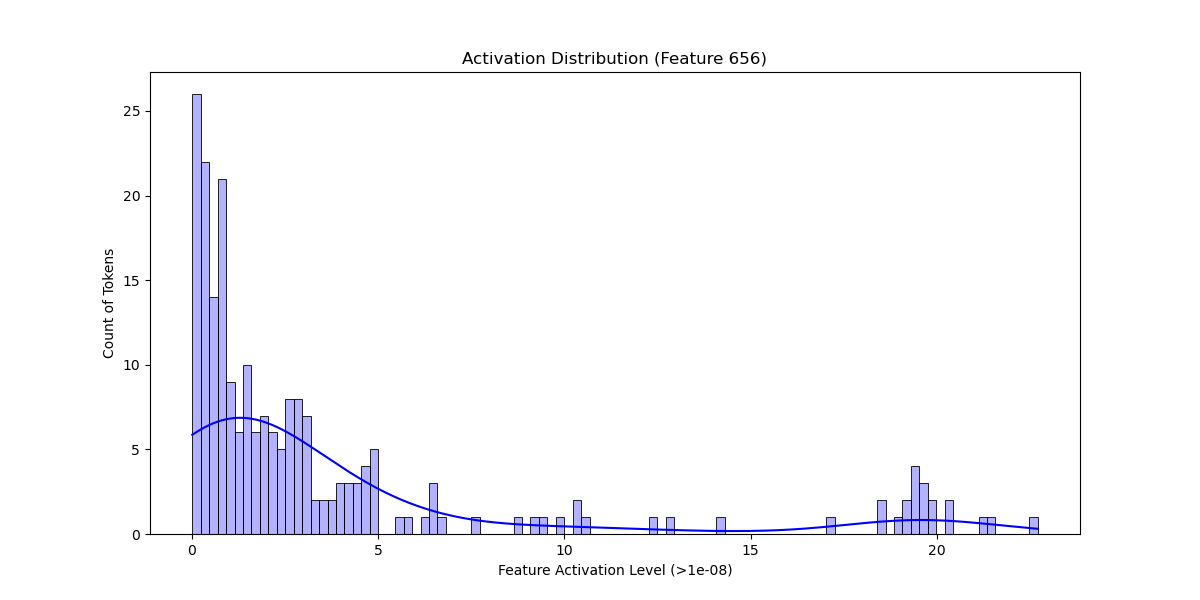 Activation Distribution (Feature 656)
25
20
15
10
5
0
Count of Tokens
0 5 10 15 20
Feature Activation Level (>1e-08)